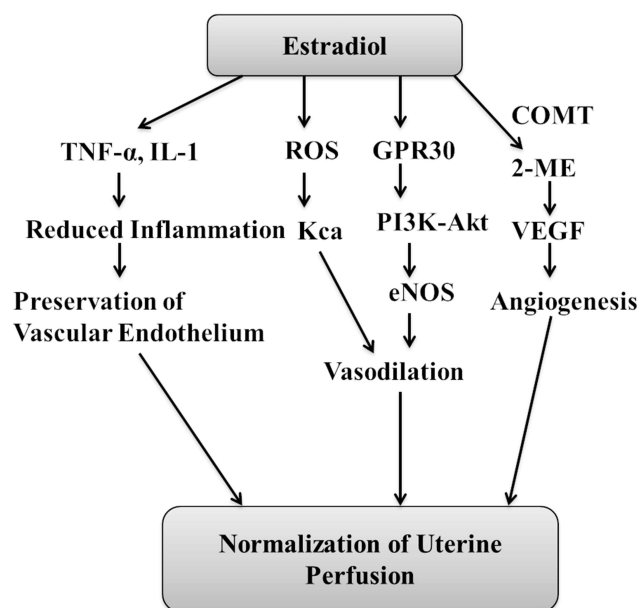 Estradiol
COMT
TNF-α, IL-1
ROS
GPR30
2-ME
Reduced Inflammation
Kca
PI3K-Akt
VEGF
Preservation of
Vascular Endothelium
eNOS
Angiogenesis
Vasodilation
Normalization of Uterine
Perfusion